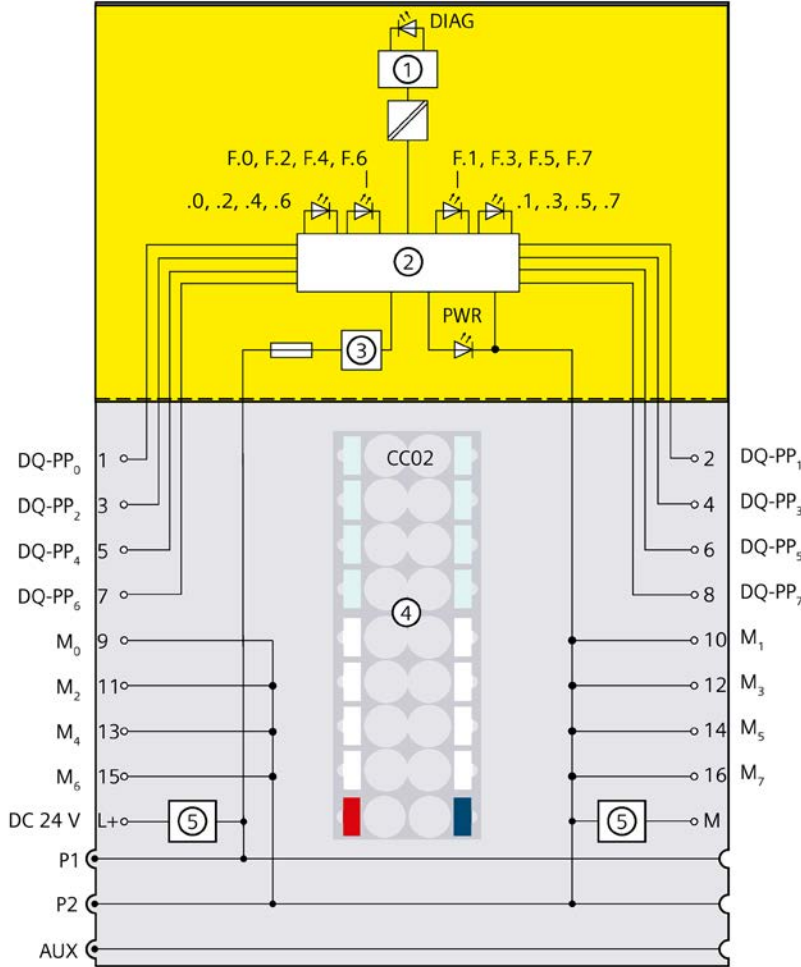 DIAG
①
F.0, F.2, F.4, F.6 F.1, F.3, F.5, F.7
.0, .2, .4, .6 .1, .3, .5, .7
②
PWR
③
CC02
DQ-PP₀ 1 2 DQ-PP₁
DQ-PP₂ 3 4 DQ-PP₃
DQ-PP₄ 5 6 DQ-PP₅
DQ-PP₆ 7 8 DQ-PP₇
④
M₀ 9 10 M₁
M₂ 11 12 M₃
M₄ 13 14 M₅
M₆ 15 16 M₇
DC 24 V L+ ⑤ ⑤ M
P1
P2
AUX